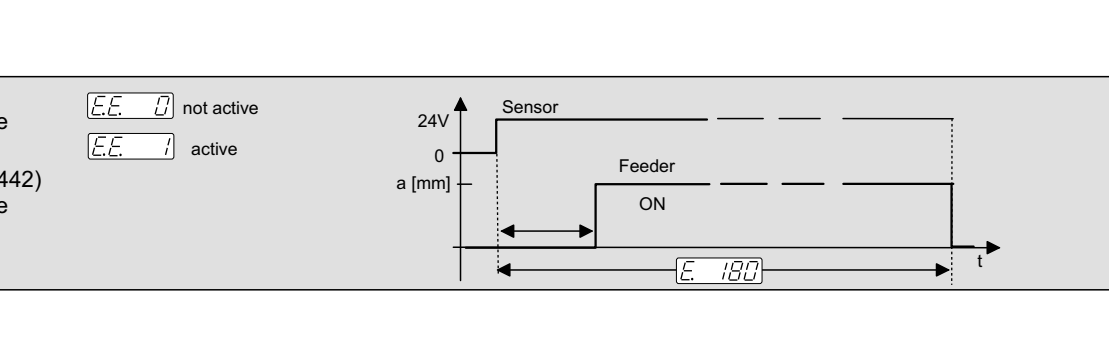 e
442)
e
E.E. 0 not active
E.E. 1 active
Sensor
24V
0
Feeder
a [mm]
ON
t
E. 180